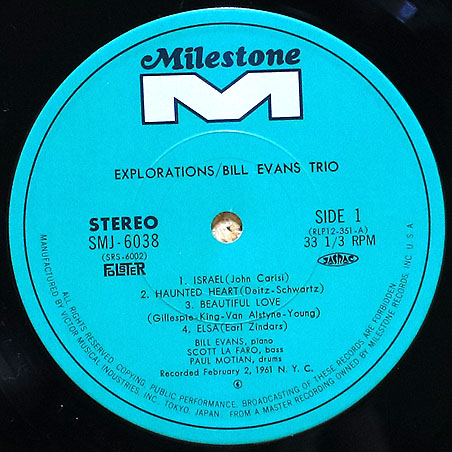 Milestone
M
EXPLORATIONS/BILL EVANS TRIO
STEREO
SMJ-6038
(SRS-6002)
POLSTER
SIDE 1
(RLP12-351-A)
33 1/3 RPM
JASRAC
1. ISRAEL(John Carisi)
2. HAUNTED HEART(Deitz-Schwartz)
3. BEAUTIFUL LOVE
(Gillespie-King-Van Alstyne-Young)
4. ELSA(Earl Zindars)
BILL EVANS, piano
SCOTT LA FARO, bass
PAUL MOTIAN, drums
Recorded February 2, 1961 N.Y.C.
ALL RIGHTS RESERVED. COPYING, PUBLIC PERFORMANCE, BROADCASTING OF THESE RECORDS ARE FORBIDDEN
MANUFACTURED BY VICTOR MUSICAL INDUSTRIES, INC. TOKYO, JAPAN. FROM A MASTER RECORDING OWNED BY MILESTONE RECORDS INC U S A